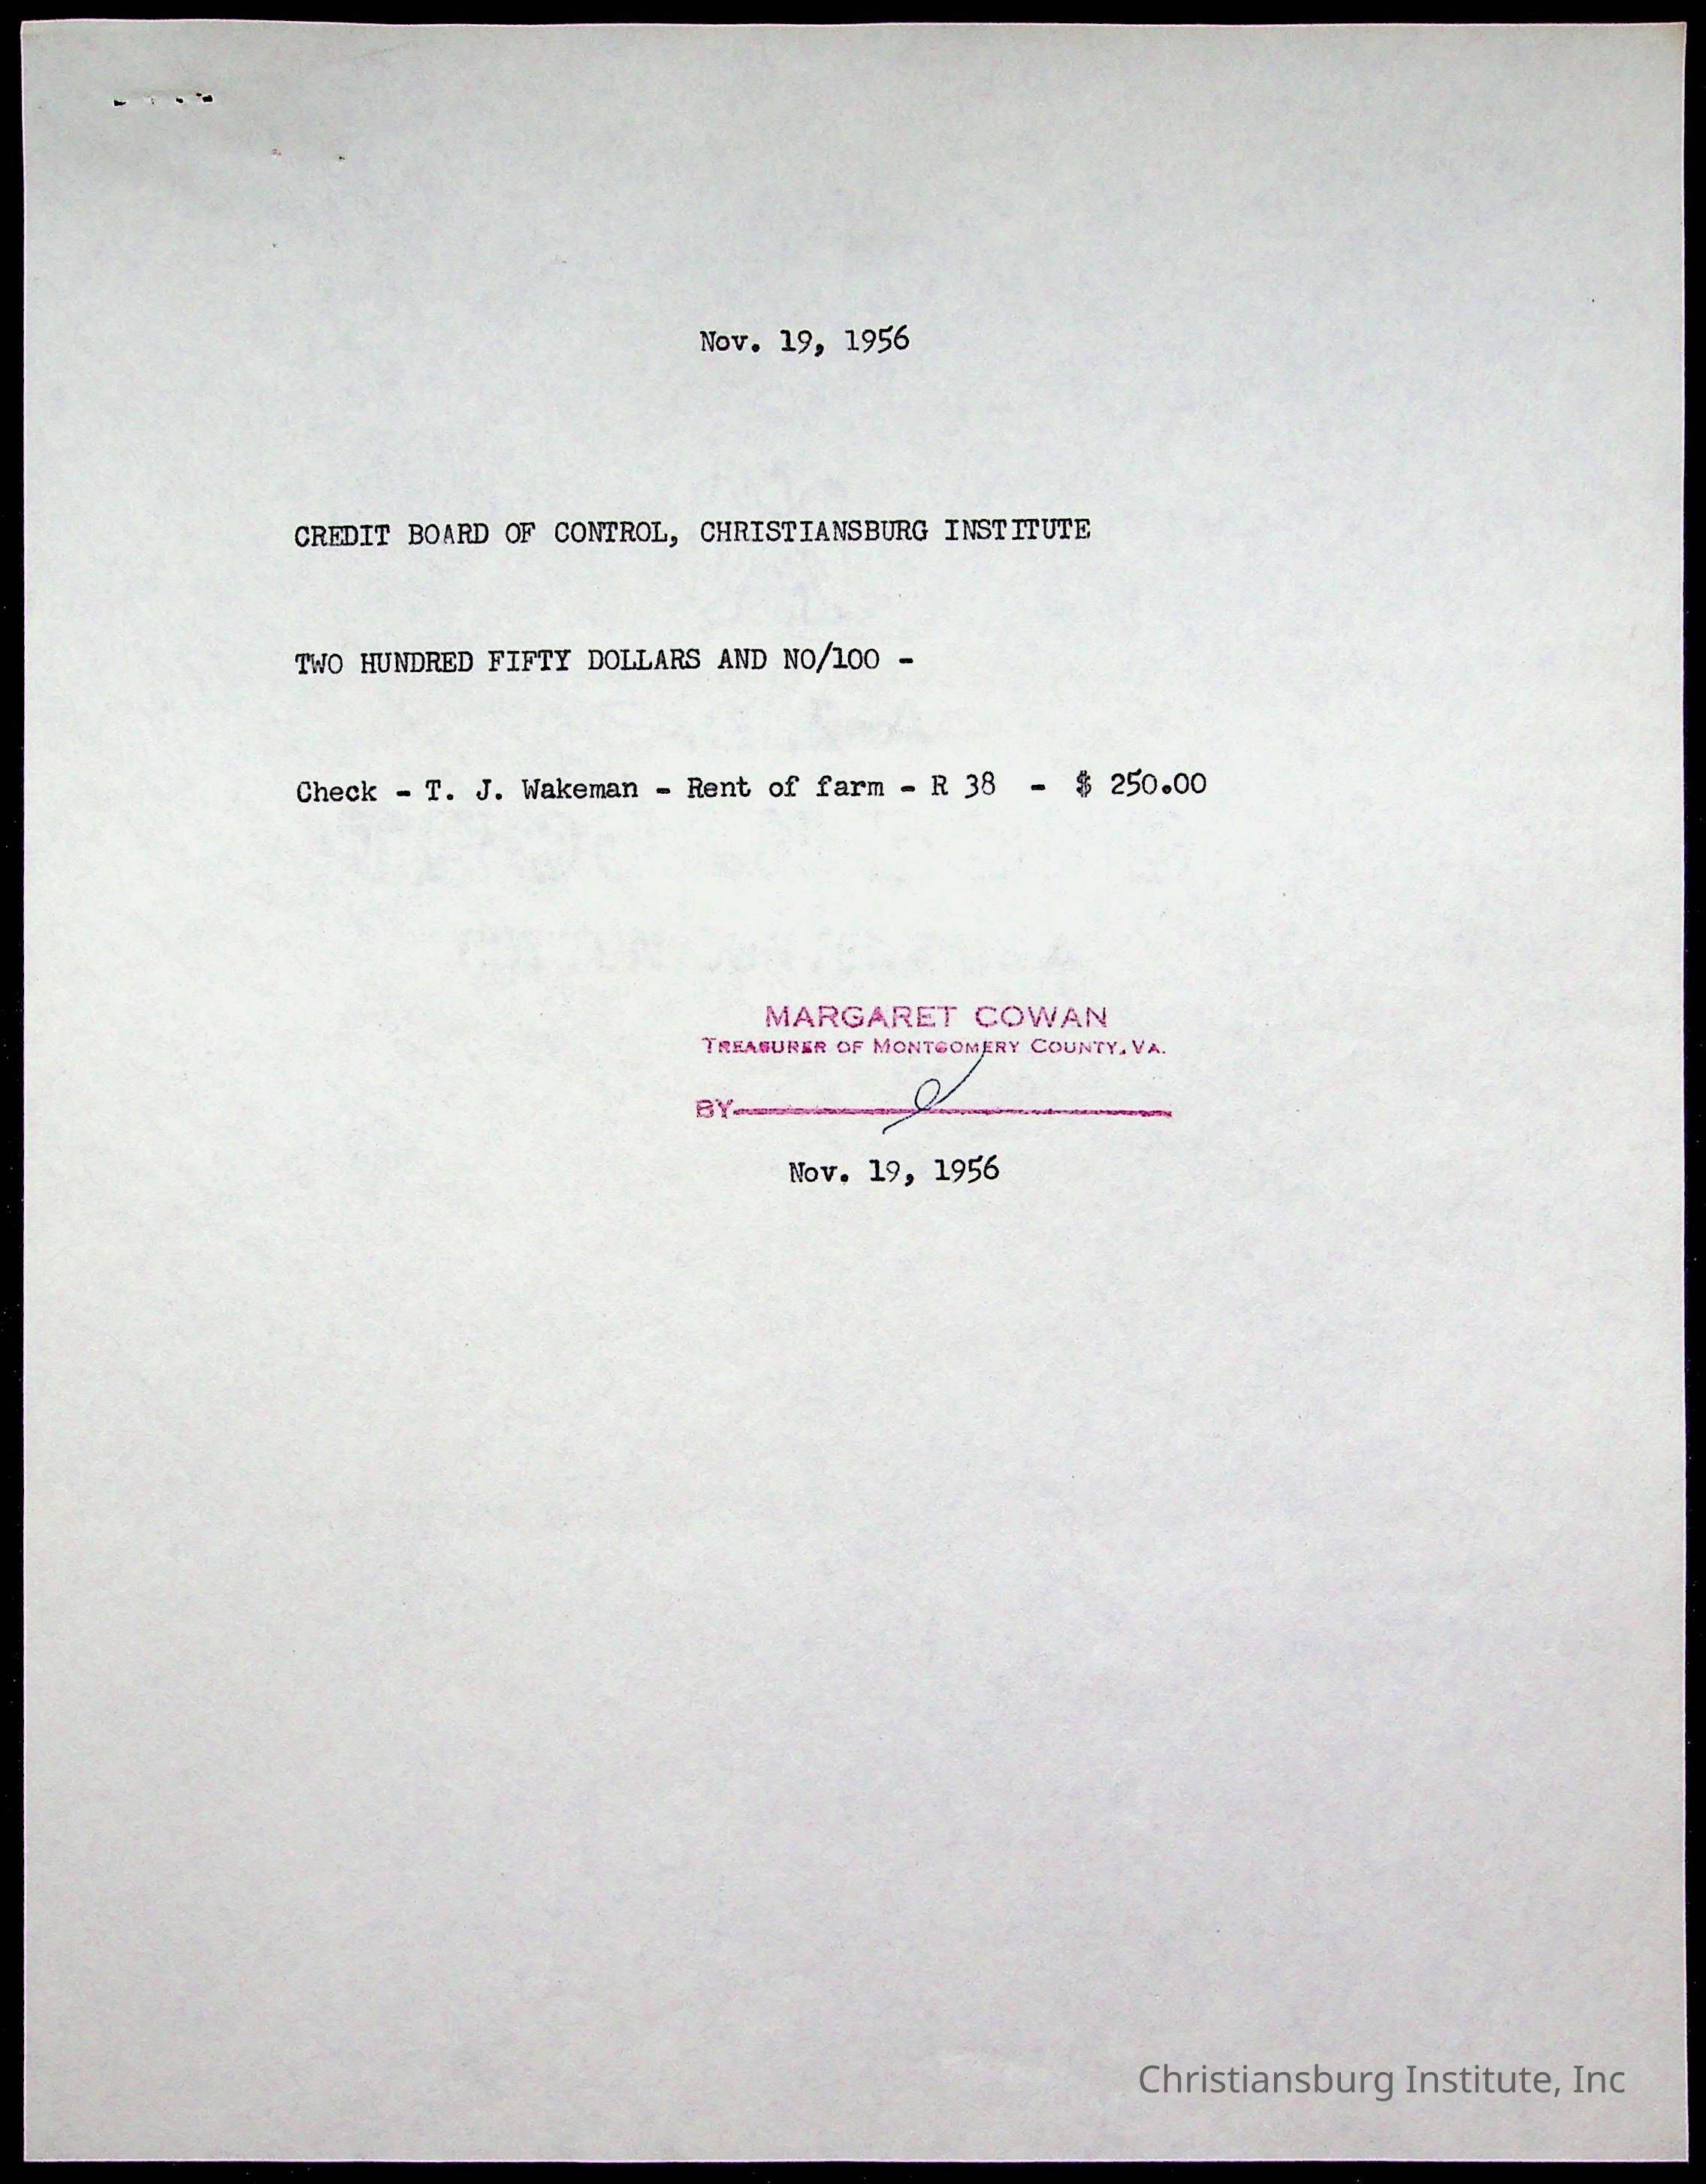 Nov. 19, 1956
CREDIT BOARD OF CONTROL, CHRISTIANSBURG INSTITUTE
TWO HUNDRED FIFTY DOLLARS AND NO/100 -
Check - T. J. Wakeman - Rent of farm - R 38 - $ 250.00
MARGARET COWAN
TREASURER OF MONTGOMERY COUNTY, VA.
BY
Nov. 19, 1956
Christiansburg Institute, Inc